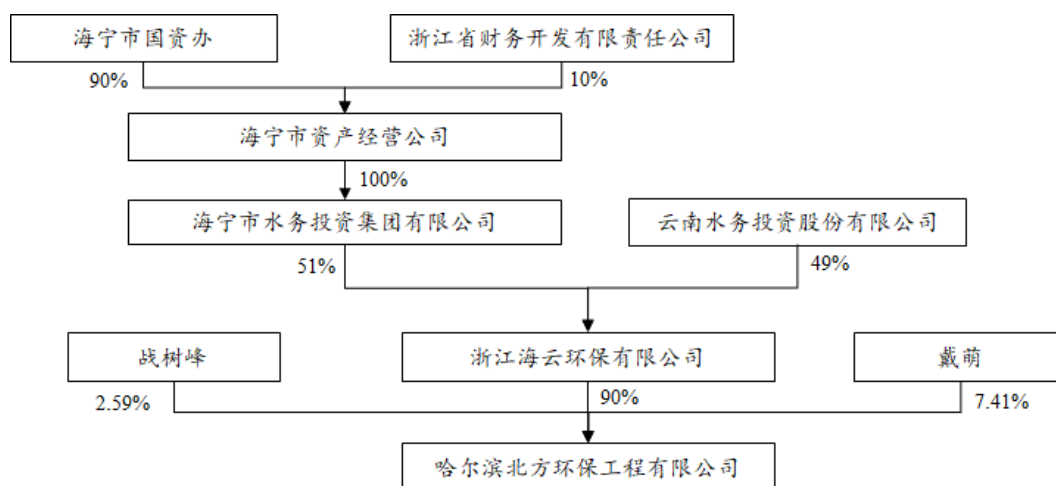 海宁市国资办
浙江省财务开发有限责任公司
90%
10%
海宁市资产经营公司
100%
海宁市水务投资集团有限公司
云南水务投资股份有限公司
51%
49%
战树峰
浙江海云环保有限公司
戴萌
2.59%
90%
7.41%
哈尔滨北方环保工程有限公司